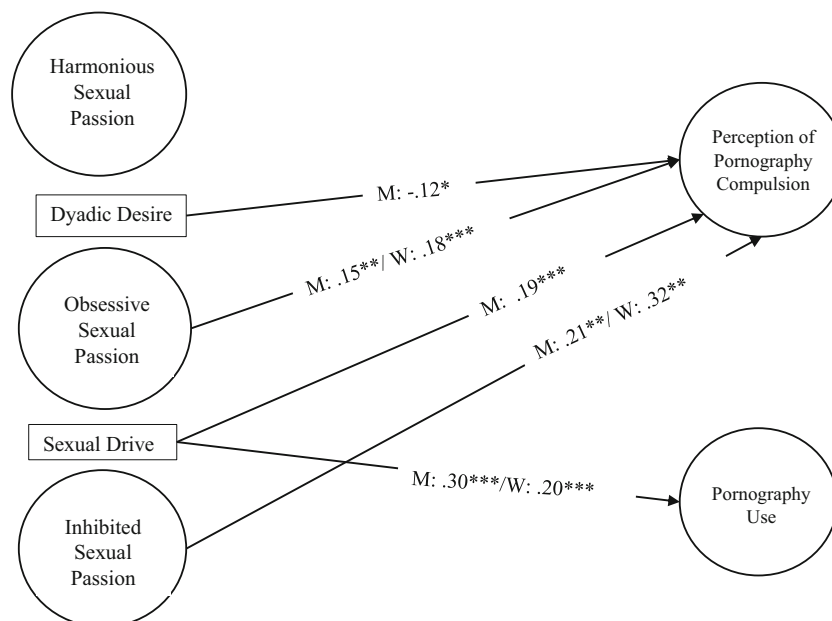 Harmonious
Sexual
Passion
Perception of
Pornography
Compulsion
M: -.12*
Dyadic Desire
M: .15**/ W: .18***
M: .19***
Obsessive
Sexual
Passion
M: .21**/ W: .32**
Sexual Drive
M: .30***/W: .20***
Pornography
Use
Inhibited
Sexual
Passion